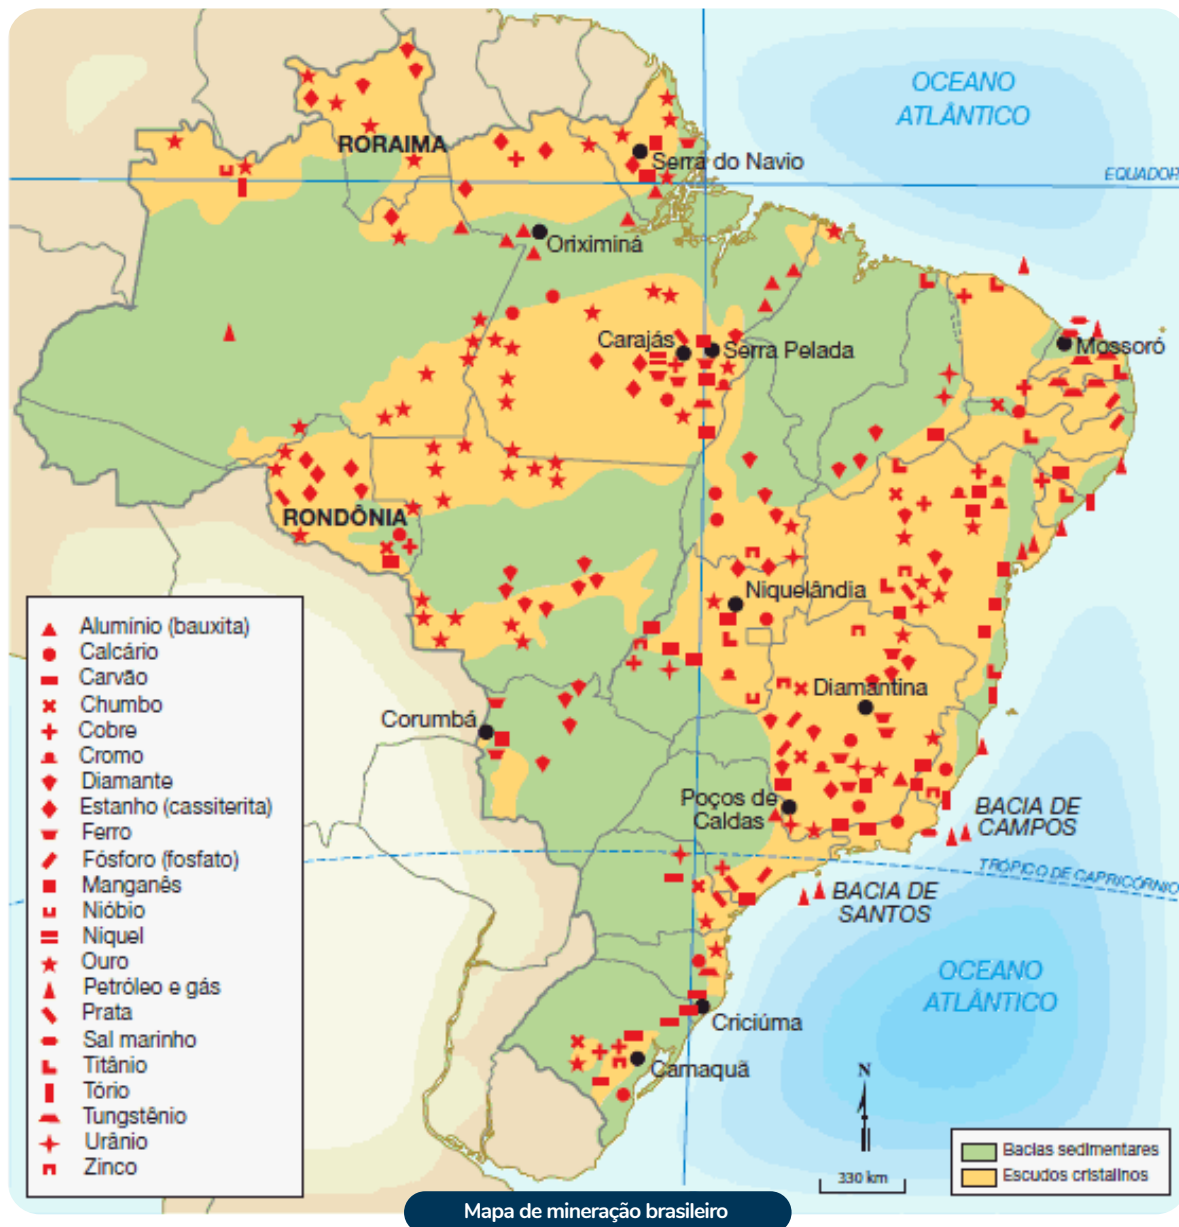 OCEANO
ATLÂNTICO
RORAIMA
Serra do Navio
EQUADOR
Oriximiná
Carajás
Serra Pelada
Mossoró
RONDÔNIA
Niquelândia
Alumínio (bauxita)
Calcário
Carvão
Chumbo
Cobre
Cromo
Diamante
Estanho (cassiterita)
Ferro
Fósforo (fosfato)
Manganês
Nióbio
Niquel
Ouro
Petróleo e gás
Prata
Sal marinho
Titânio
Tório
Tungstênio
Urânio
Zinco
Diamantina
Corumbá
Poços de
Caldas
BACIA DE
CAMPOS
TRÓPICO DE CAPRICÓRNIO
BACIA DE
SANTOS
OCEANO
ATLÂNTICO
Criciúma
Camaquã
N
330 km
Bacias sedimentares
Escudos cristalinos
Mapa de mineração brasileiro